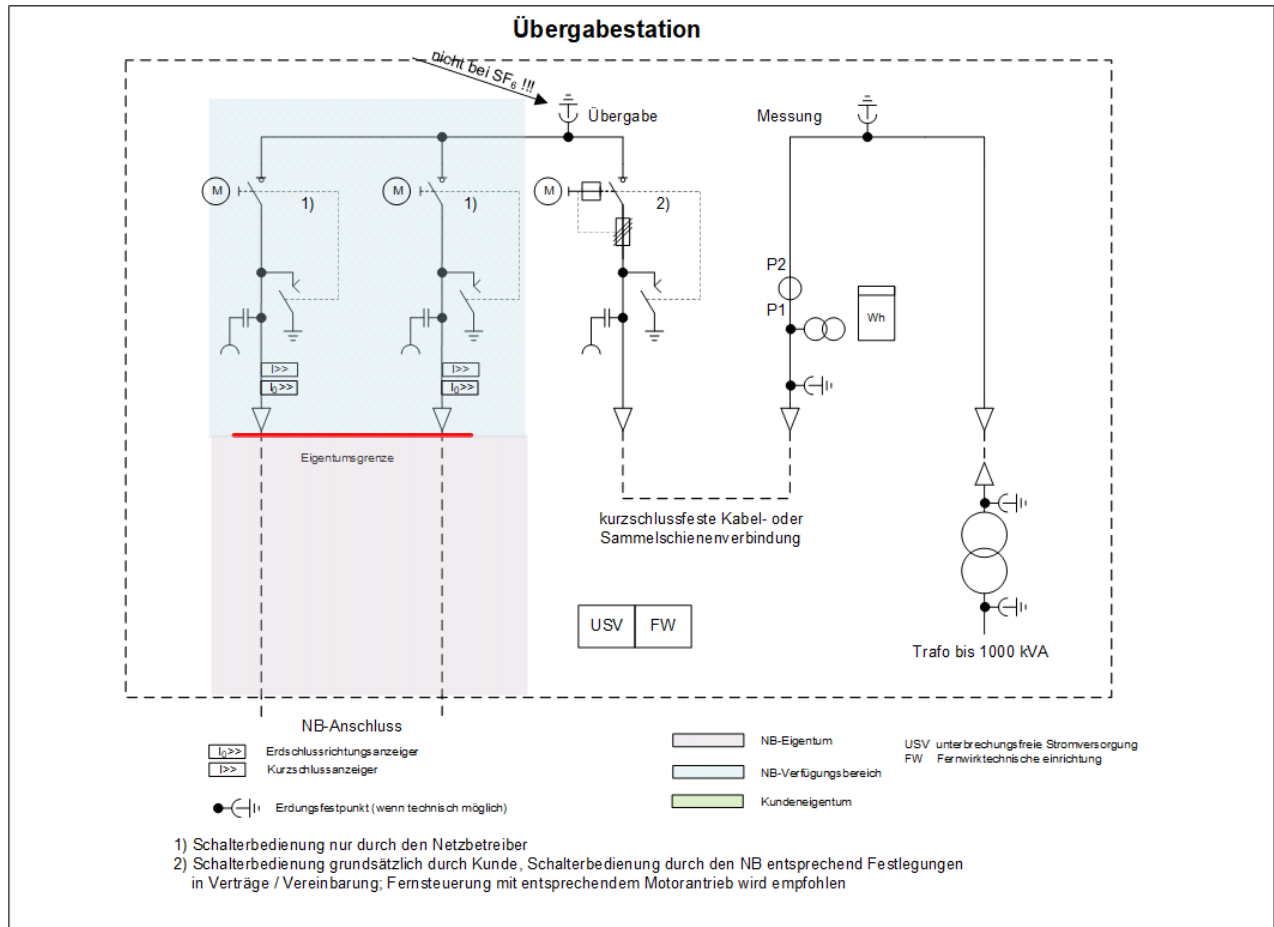 Übergabestation
nicht bei SF₆ !!!
Übergabe
Messung
M
1)
M
1)
M
2)
P2
P1
Wh
I>>
I₀>>
I>>
I₀>>
Eigentumsgrenze
kurzschlussfeste Kabel- oder
Sammelschienenverbindung
USV
FW
Trafo bis 1000 kVA
NB-Anschluss
I₀>> Erdschlussrichtungsanzeiger
I>> Kurzschlussanzeiger
Erdungsfestpunkt (wenn technisch möglich)
NB-Eigentum
NB-Verfügungsbereich
Kundeneigentum
USV unterbrechungsfreie Stromversorgung
FW Fernwirktechnische einrichtung
1) Schalterbedienung nur durch den Netzbetreiber
2) Schalterbedienung grundsätzlich durch Kunde, Schalterbedienung durch den NB entsprechend Festlegungen
in Verträge / Vereinbarung; Fernsteuerung mit entsprechendem Motorantrieb wird empfohlen